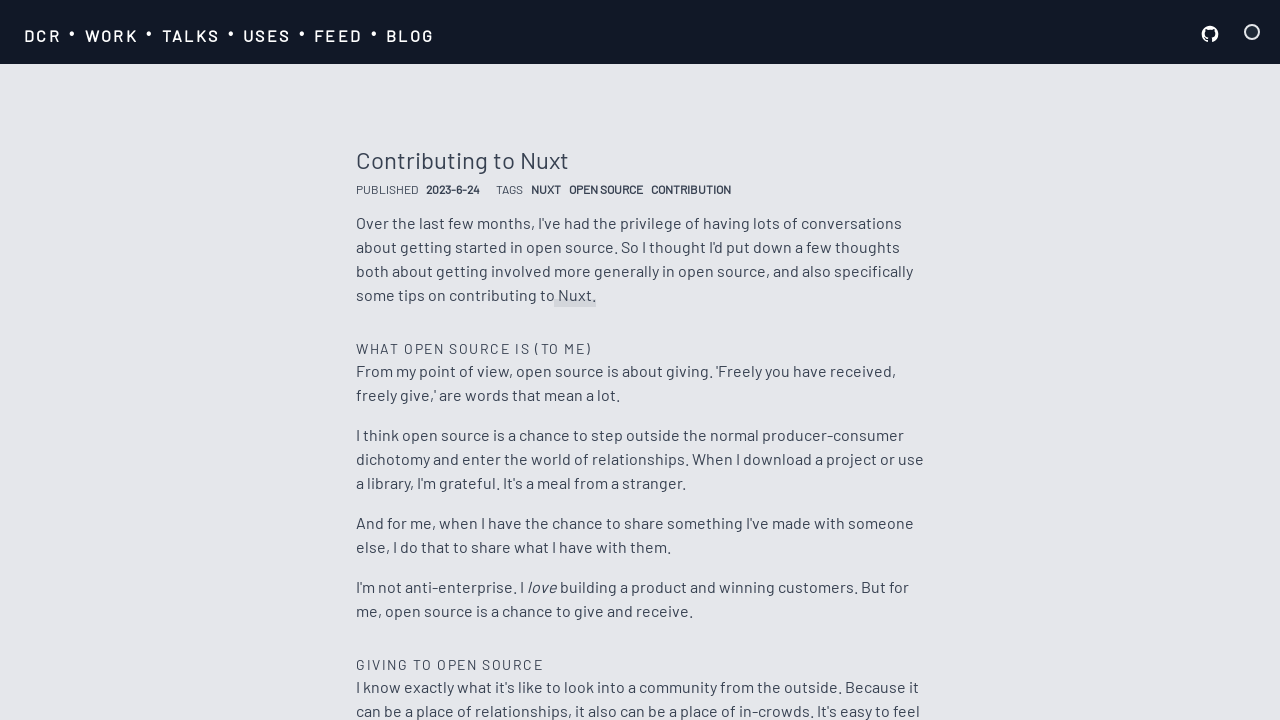 DCR • WORK • TALKS • USES • FEED • BLOG
Contributing to Nuxt
PUBLISHED 2023-6-24 TAGS NUXT OPEN SOURCE CONTRIBUTION
Over the last few months, I've had the privilege of having lots of conversations
about getting started in open source. So I thought I'd put down a few thoughts
both about getting involved more generally in open source, and also specifically
some tips on contributing to Nuxt.
WHAT OPEN SOURCE IS (TO ME)
From my point of view, open source is about giving. 'Freely you have received,
freely give,' are words that mean a lot.
I think open source is a chance to step outside the normal producer-consumer
dichotomy and enter the world of relationships. When I download a project or use
a library, I'm grateful. It's a meal from a stranger.
And for me, when I have the chance to share something I've made with someone
else, I do that to share what I have with them.
I'm not anti-enterprise. I love building a product and winning customers. But for
me, open source is a chance to give and receive.
GIVING TO OPEN SOURCE
I know exactly what it's like to look into a community from the outside. Because it
can be a place of relationships, it also can be a place of in-crowds. It's easy to feel